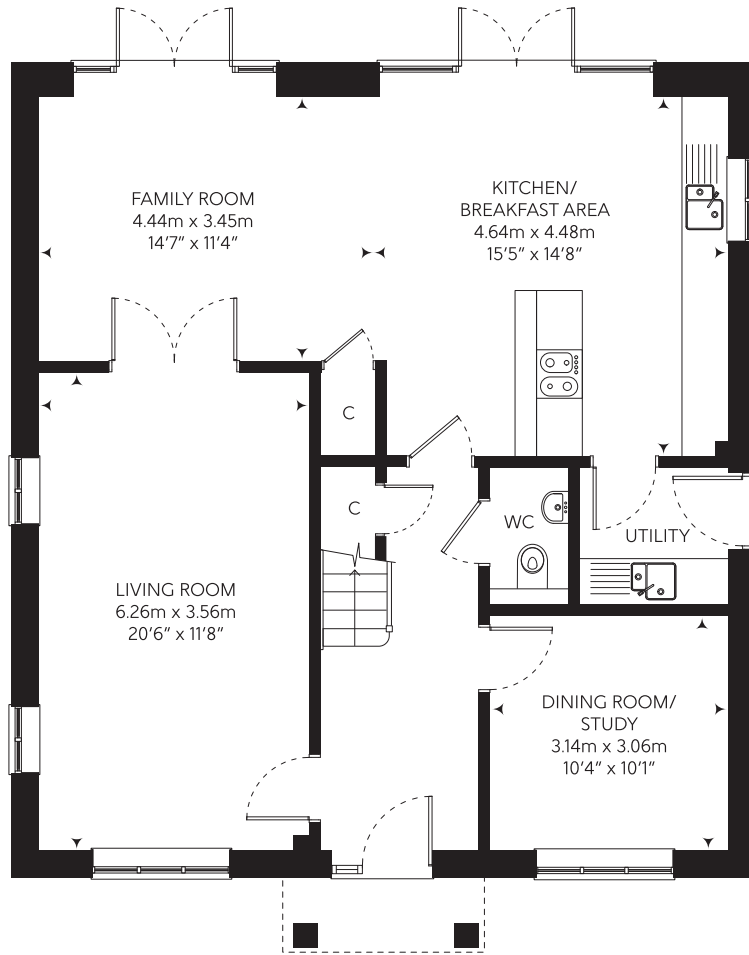 FAMILY ROOM
4.44m x 3.45m
14’7” x 11’4”
KITCHEN/
BREAKFAST AREA
4.64m x 4.48m
15’5” x 14’8”
C
C
WC
UTILITY
LIVING ROOM
6.26m x 3.56m
20’6” x 11’8”
DINING ROOM/
STUDY
3.14m x 3.06m
10’4” x 10’1”